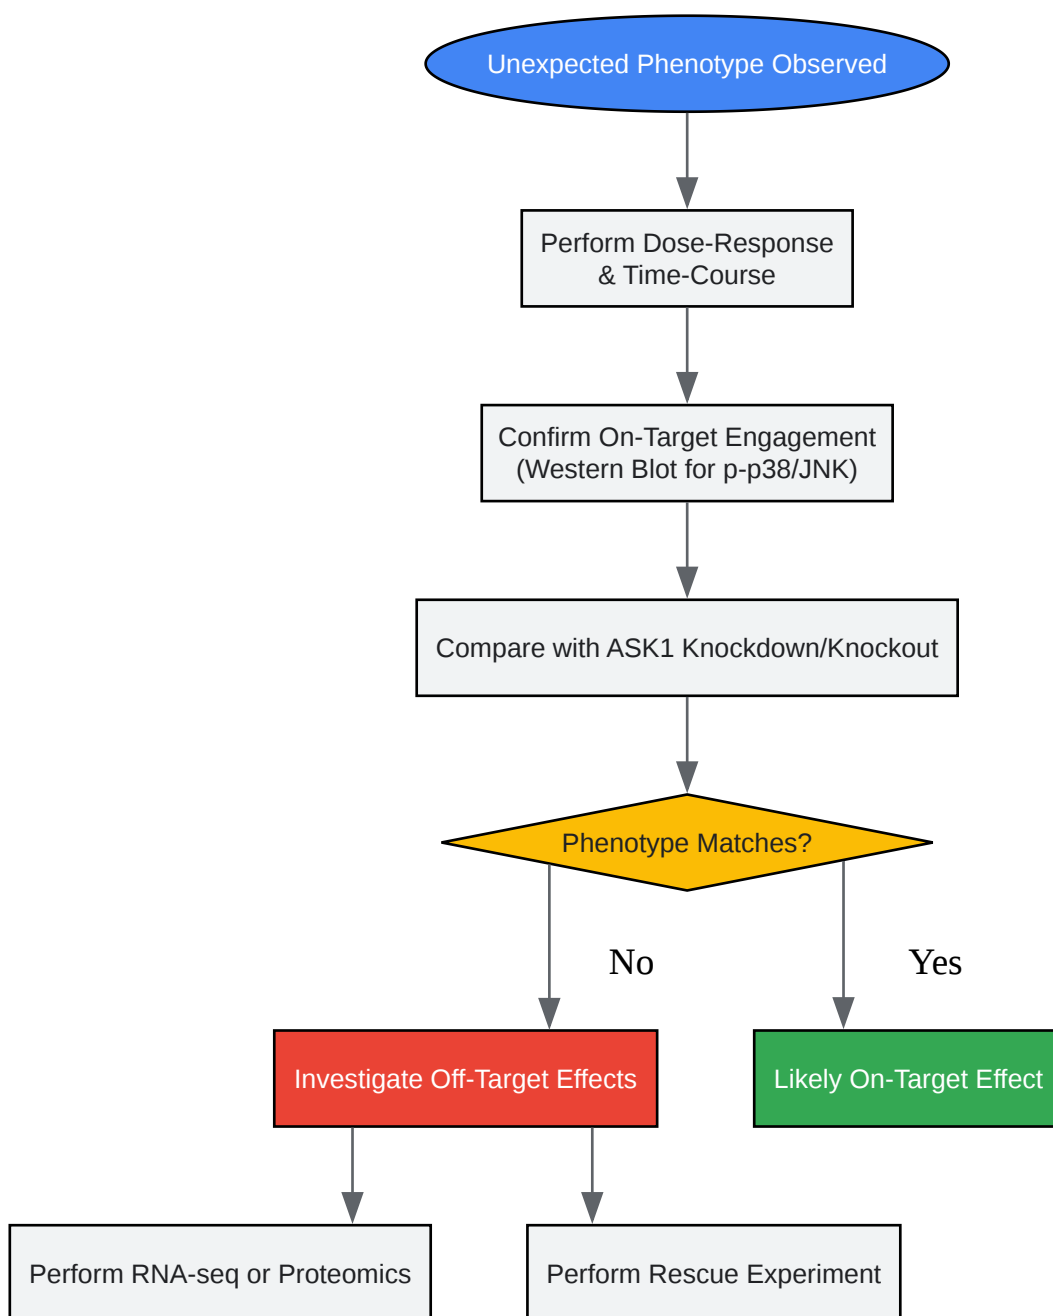 Unexpected Phenotype Observed
Perform Dose-Response
& Time-Course
Confirm On-Target Engagement
(Western Blot for p-p38/JNK)
Compare with ASK1 Knockdown/Knockout
Phenotype Matches?
No
Yes
Investigate Off-Target Effects
Likely On-Target Effect
Perform RNA-seq or Proteomics
Perform Rescue Experiment